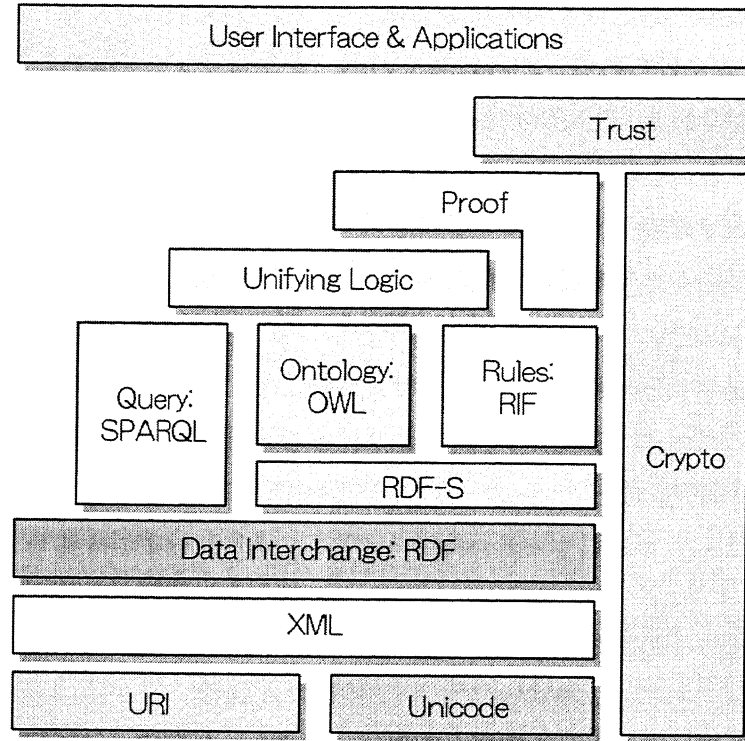 User Interface & Applications
Trust
Proof
Unifying Logic
Query:
SPARQL
Ontology:
OWL
Rules:
RIF
Crypto
RDF-S
Data Interchange: RDF
XML
URI
Unicode